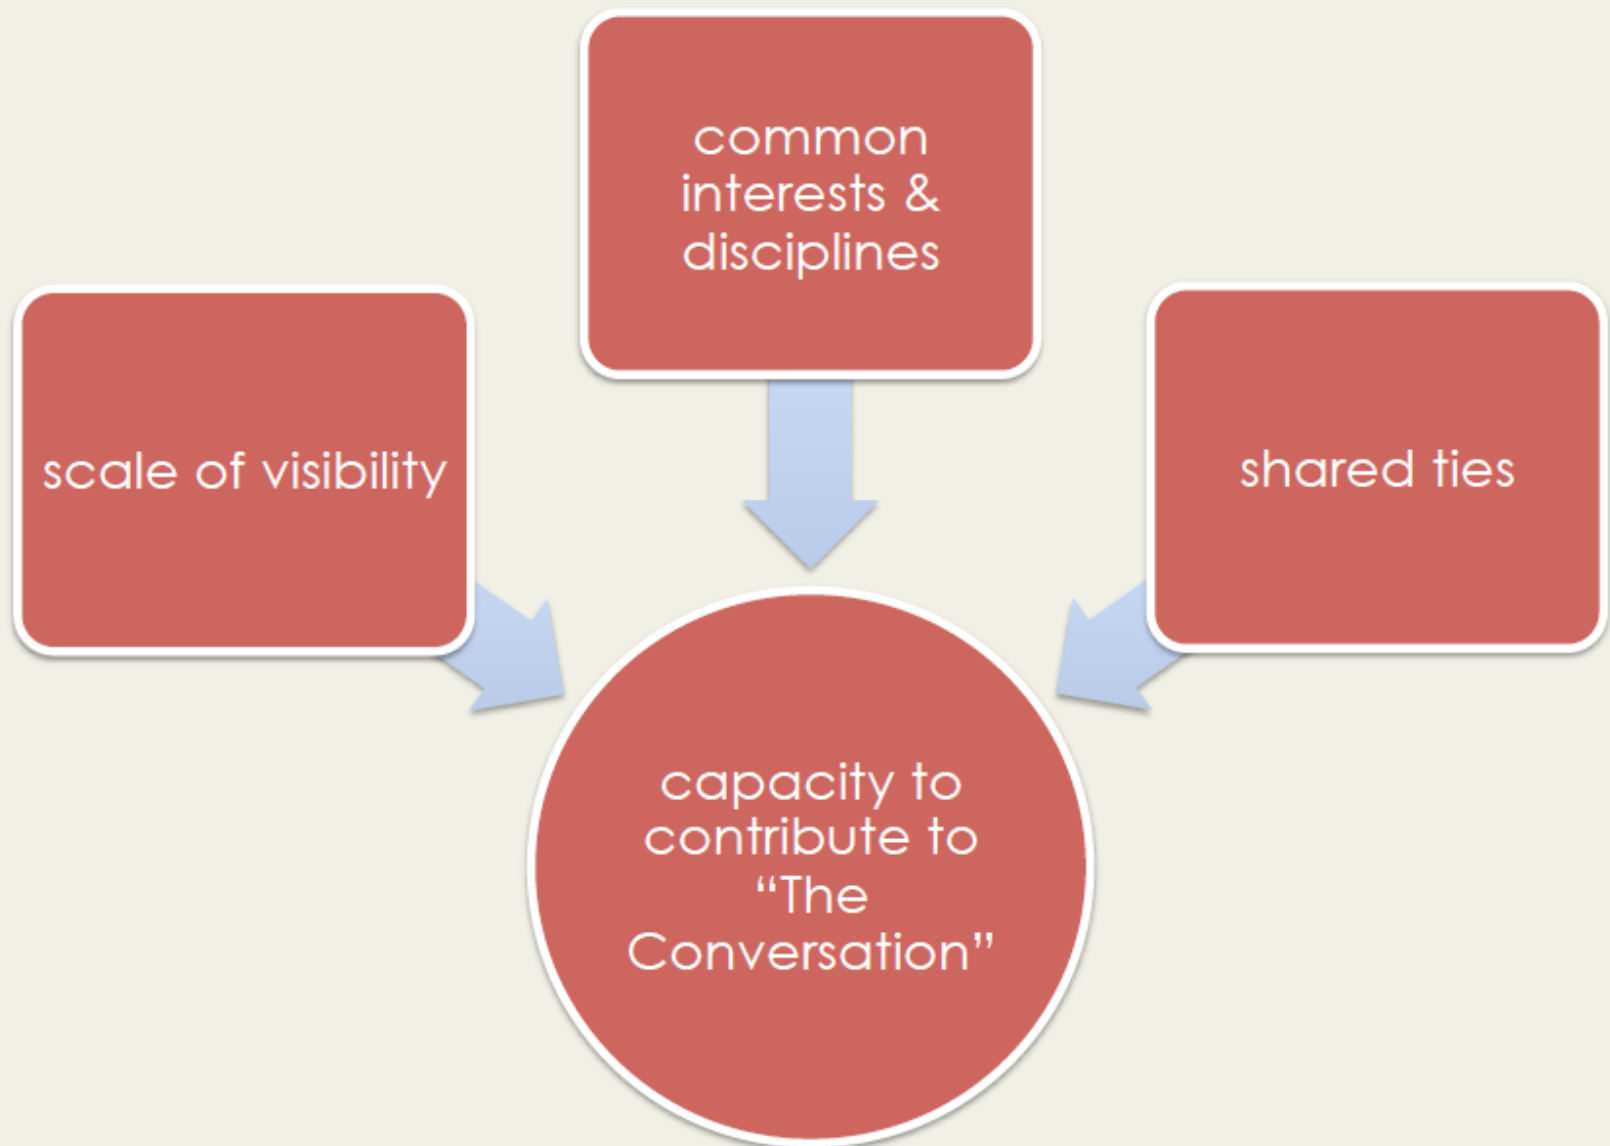 common
interests &
disciplines
scale of visibility
shared ties
capacity to
contribute to
“The
Conversation”